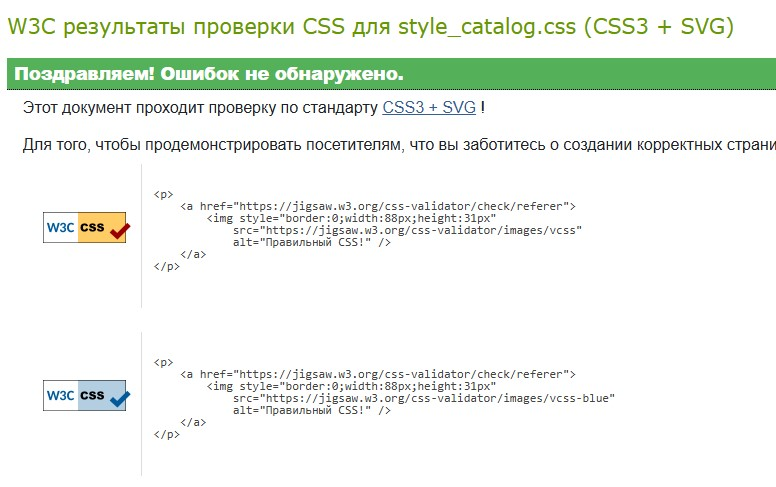 W3C результаты проверки CSS для style_catalog.css (CSS3 + SVG)
Поздравляем! Ошибок не обнаружено.
Этот документ проходит проверку по стандарту CSS3 + SVG !
Для того, чтобы продемонстрировать посетителям, что вы заботитесь о создании корректных страни
W3C css
<p>
    <a href="https://jigsaw.w3.org/css-validator/check/referer">
        <img style="border:0;width:88px;height:31px"
            src="https://jigsaw.w3.org/css-validator/images/vcss"
            alt="Правильный CSS!" />
    </a>
</p>
W3C css
<p>
    <a href="https://jigsaw.w3.org/css-validator/check/referer">
        <img style="border:0;width:88px;height:31px"
            src="https://jigsaw.w3.org/css-validator/images/vcss-blue"
            alt="Правильный CSS!" />
    </a>
</p>